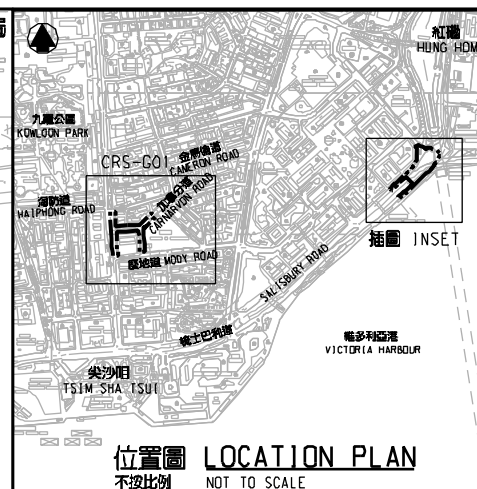 紅磡
HUNG HOM
九龍公園
KOWLOON PARK
CRS-G01
金馬倫道
CAMERON ROAD
海防道
HAIPHONG ROAD
加拿分道
CARNARVON ROAD
麼地道 MODY ROAD
插圖 INSET
SALISBURY ROAD
梳士巴利道
維多利亞港
VICTORIA HARBOUR
尖沙咀
TSIM SHA TSUI
位置圖 LOCATION PLAN
不按比例 NOT TO SCALE